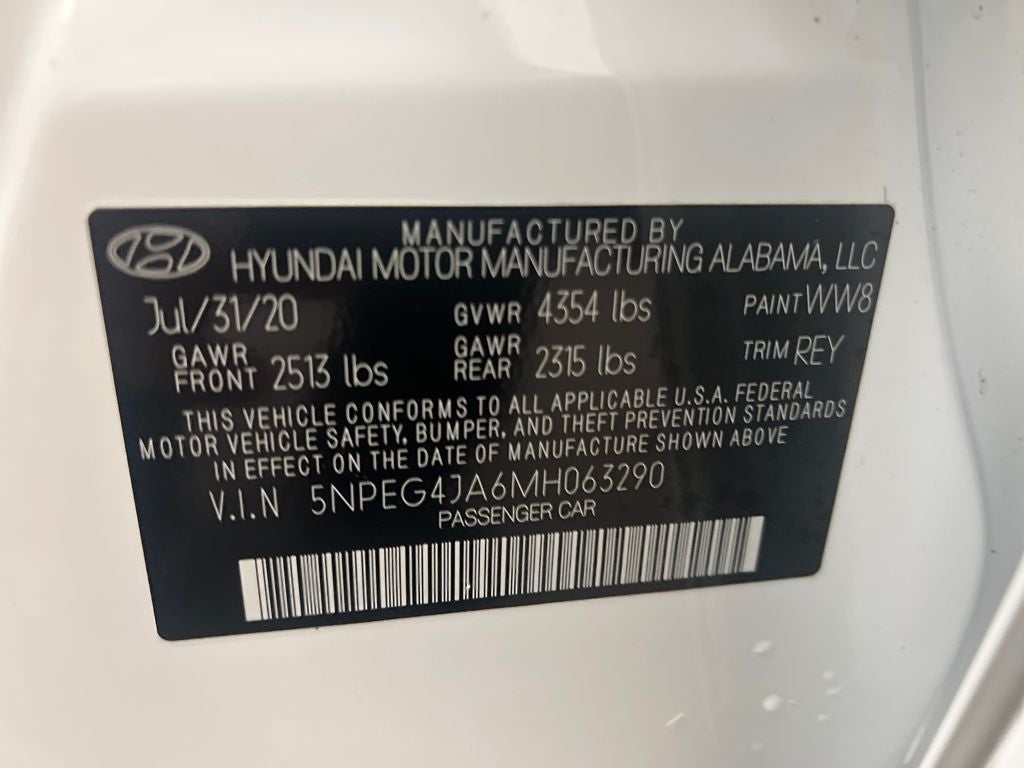 MANUFACTURED BY
HYUNDAI MOTOR MANUFACTURING ALABAMA, LLC
Jul/31/20 GVWR 4354 lbs PAINT WW8
GAWR FRONT 2513 lbs GAWR REAR 2315 lbs TRIM REY
THIS VEHICLE CONFORMS TO ALL APPLICABLE U.S.A. FEDERAL
MOTOR VEHICLE SAFETY, BUMPER, AND THEFT PREVENTION STANDARDS
IN EFFECT ON THE DATE OF MANUFACTURE SHOWN ABOVE
V.I.N 5NPEG4JA6MH063290
PASSENGER CAR